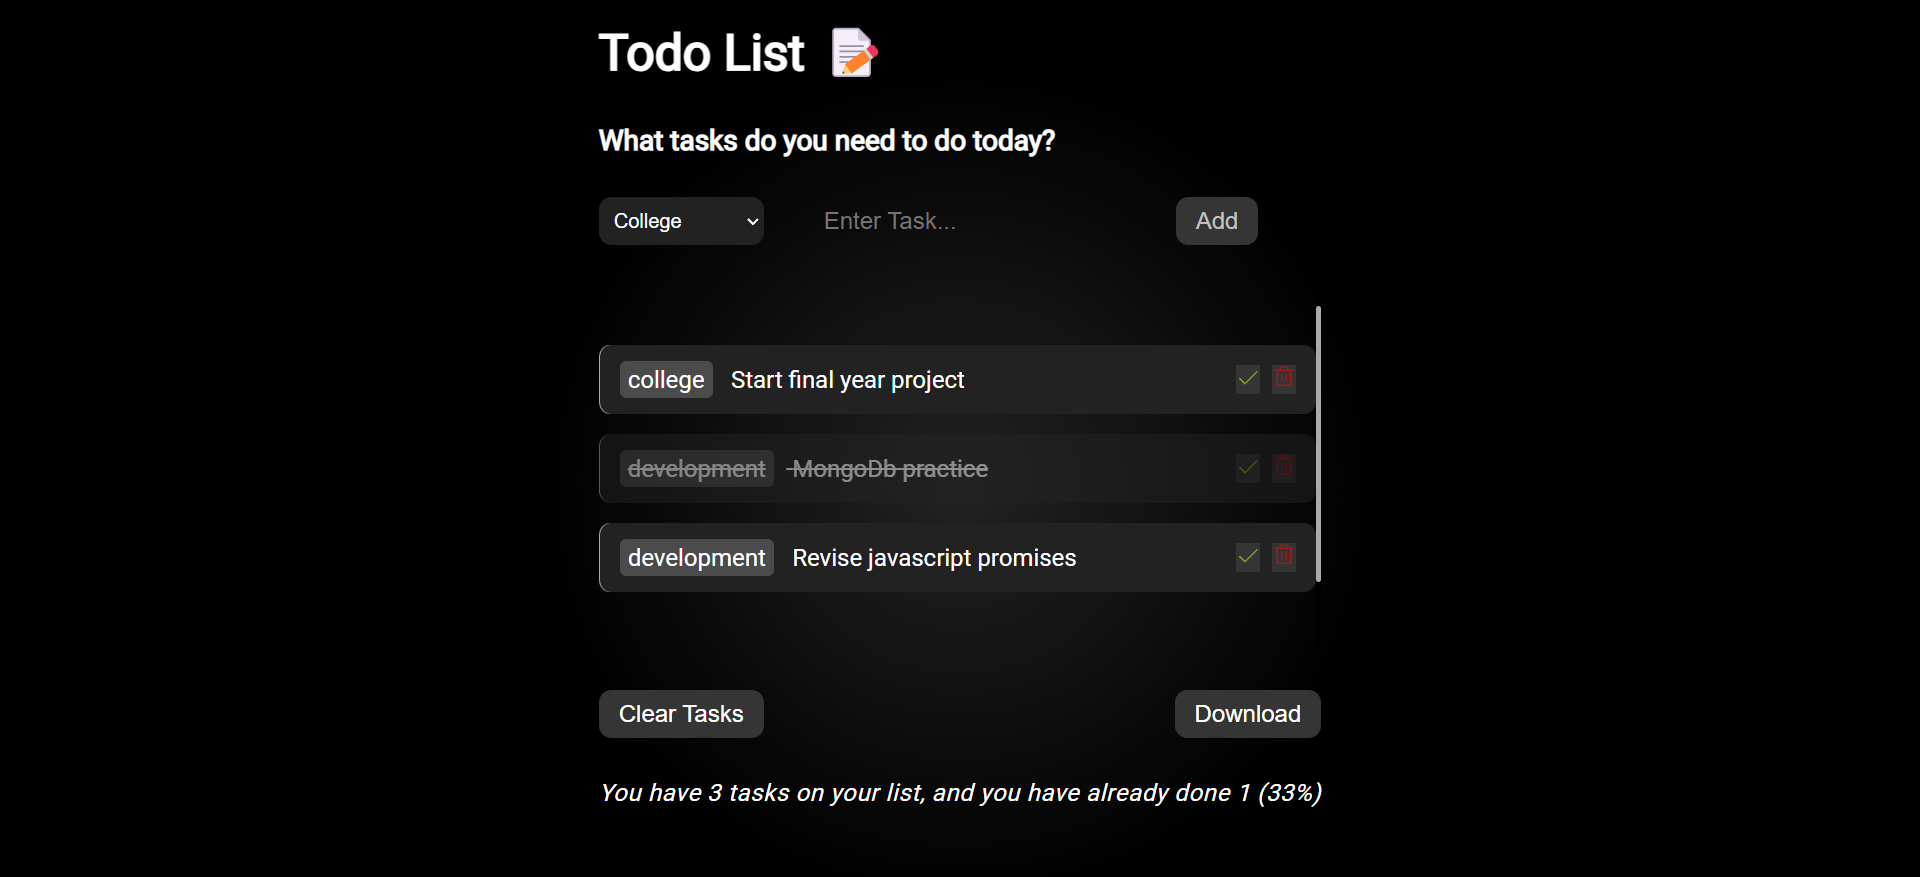 Todo List
What tasks do you need to do today?
College Enter Task... Add
college Start final year project
development MongoDb practice
development Revise javascript promises
Clear Tasks Download
You have 3 tasks on your list, and you have already done 1 (33%)